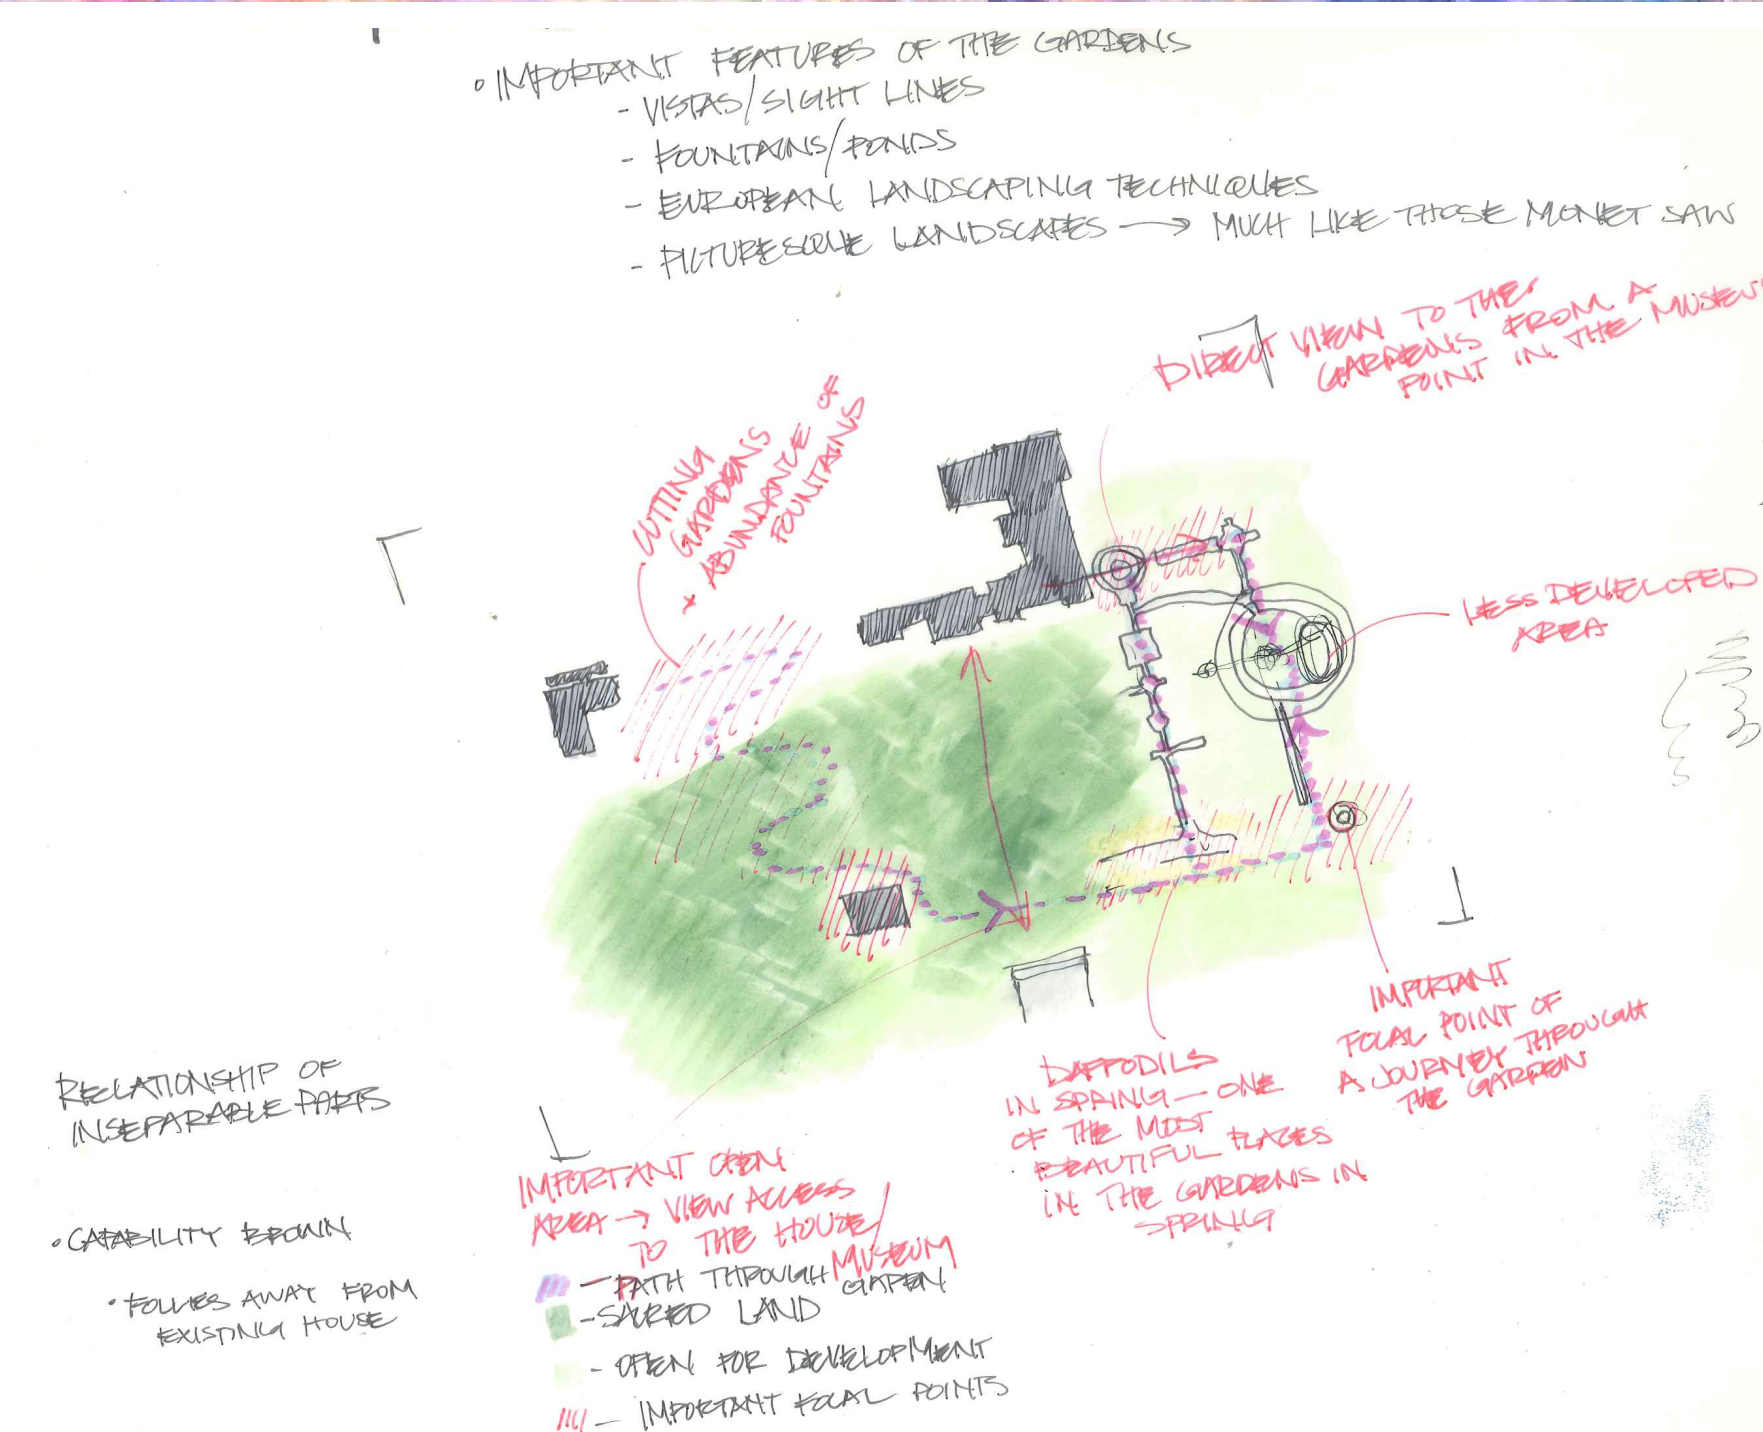 • IMPORTANT FEATURES OF THE GARDENS
- VISTAS/SIGHT LINES
- FOUNTAINS/PONDS
- EUROPEAN LANDSCAPING TECHNIQUES
- PICTURESQUE LANDSCAPES → MUCH LIKE THOSE MONET SAW
DIRECT VIEW TO THE
GARDENS FROM A
POINT IN THE MUSEUM
CUTTING
GARDENS
+ ABUNDANCE OF
FOUNTAINS
LESS DEVELOPED
AREA
IMPORTANT
FOCAL POINT OF
A JOURNEY THROUGH
THE GARDEN
DAFFODILS
IN SPRING — ONE
OF THE MOST
BEAUTIFUL PLACES
IN THE GARDENS IN
SPRING
RELATIONSHIP OF
INSEPARABLE PARTS
• CAPABILITY BROWN
• FOLLIES AWAY FROM
EXISTING HOUSE
IMPORTANT OPEN
AREA → VIEW ACCESS
TO THE HOUSE/
MUSEUM
- PATH THROUGH GARDEN
- SACRED LAND
- OPEN FOR DEVELOPMENT
- IMPORTANT FOCAL POINTS